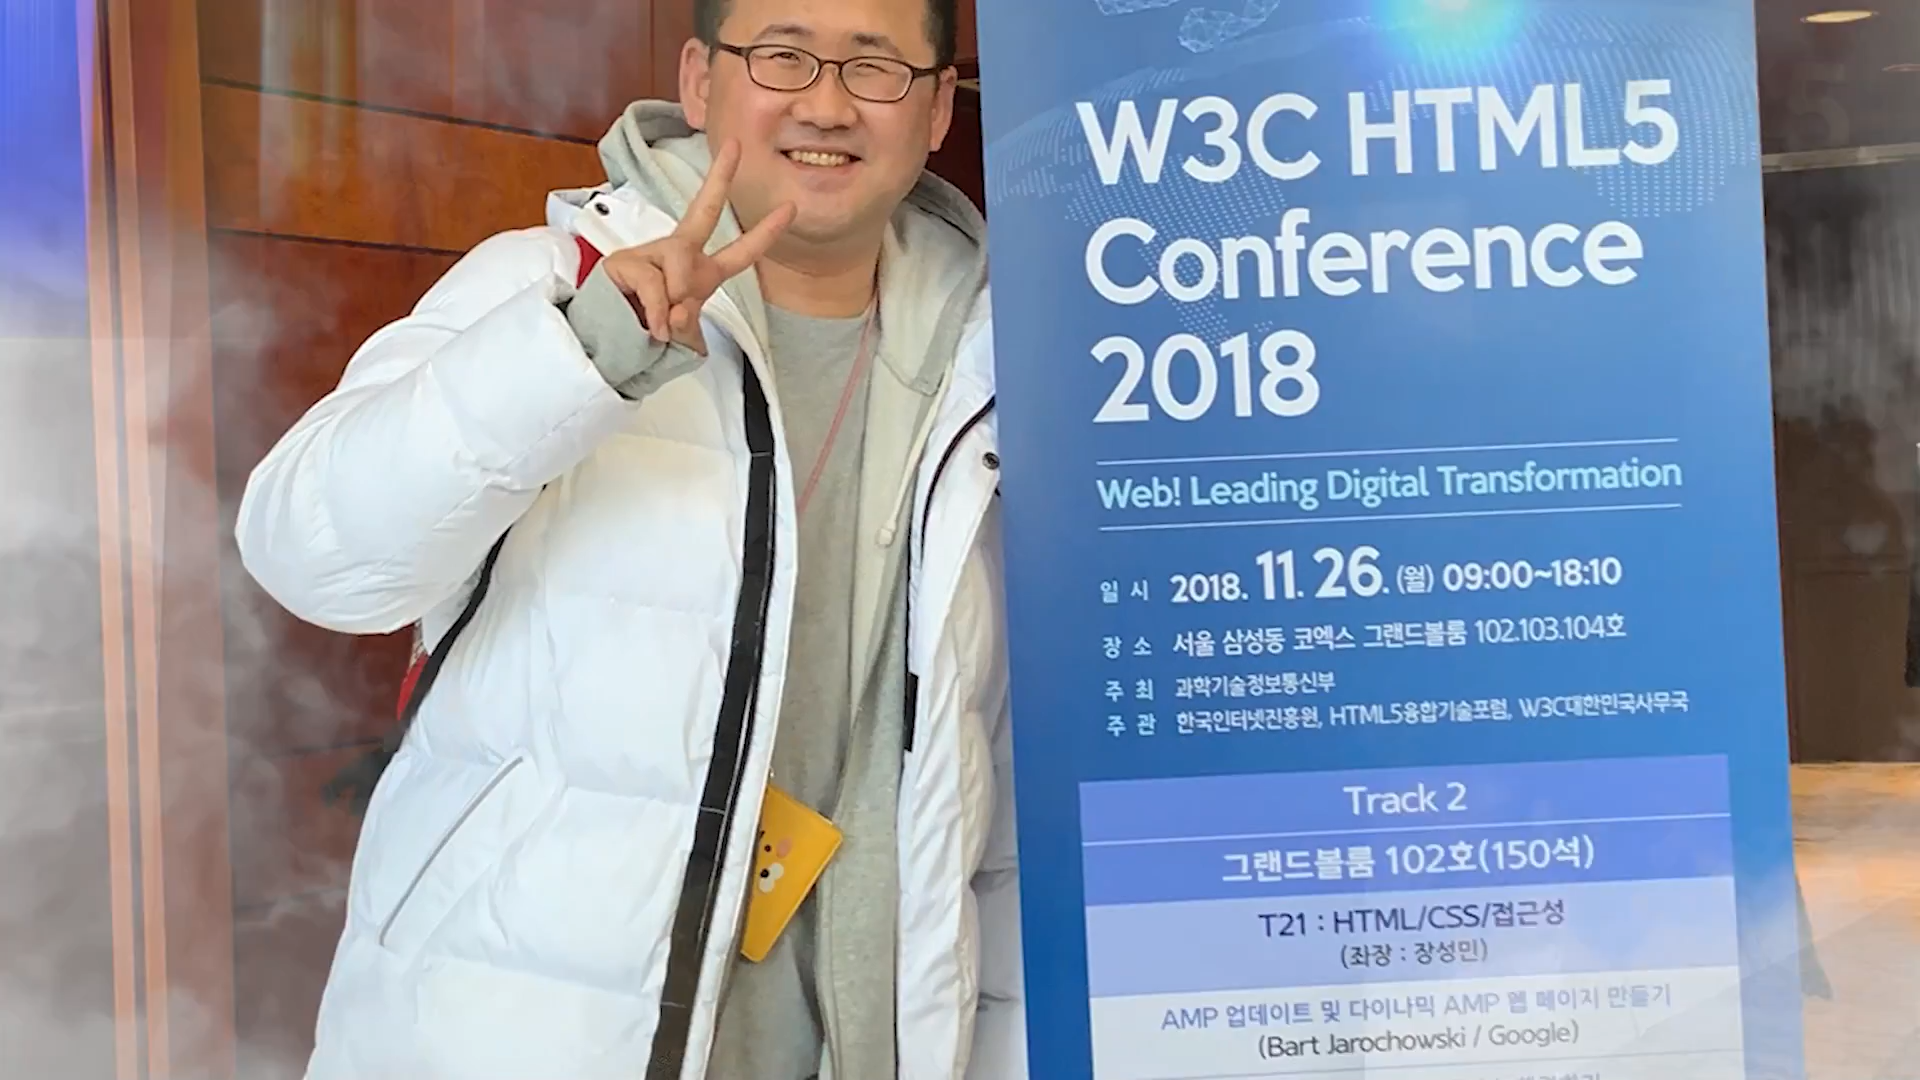 W3C HTML5
Conference
2018
Web! Leading Digital Transformation
일 시 2018. 11. 26. (월) 09:00~18:10
장 소 서울 삼성동 코엑스 그랜드볼룸 102.103.104호
주 최 과학기술정보통신부
주 관 한국인터넷진흥원, HTML5융합기술포럼, W3C대한민국사무국
Track 2
그랜드볼룸 102호(150석)
T21 : HTML/CSS/접근성
(좌장 : 장성민)
AMP 업데이트 및 다이나믹 AMP 웹 페이지 만들기
(Bart Jarochowski / Google)